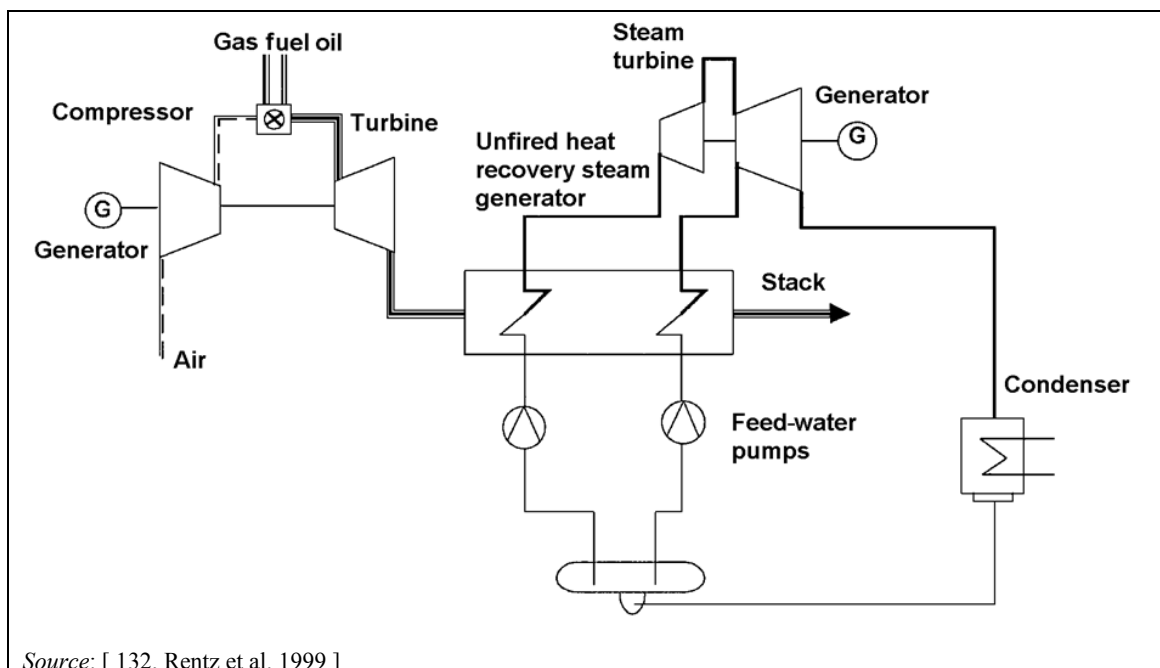 Gas fuel oil
Compressor
Turbine
G
Generator
Air
Steam
turbine
Generator
G
Unfired heat
recovery steam
generator
Stack
Condenser
Feed-water
pumps
Source: [ 132, Rentz et al. 1999 ]